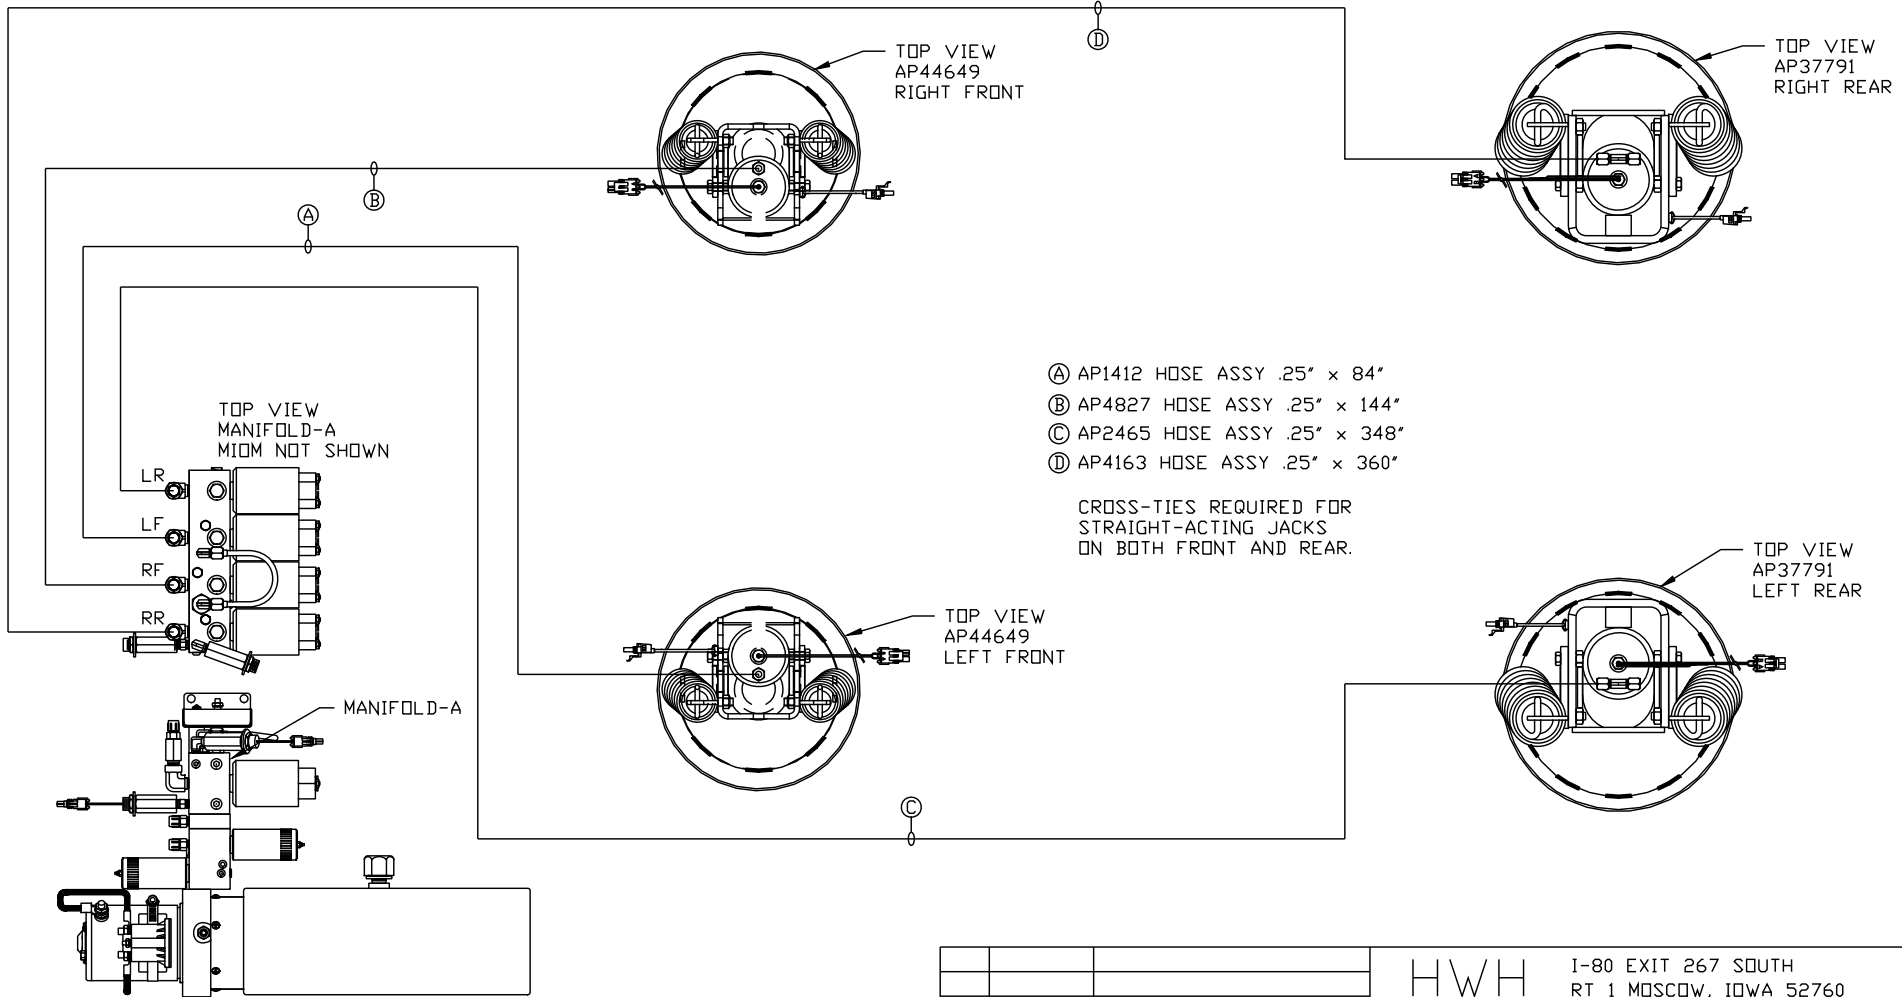 D
TOP VIEW
AP44649
RIGHT FRONT
TOP VIEW
AP37791
RIGHT REAR
B
A
A AP1412 HOSE ASSY .25" x 84"
B AP4827 HOSE ASSY .25" x 144"
C AP2465 HOSE ASSY .25" x 348"
D AP4163 HOSE ASSY .25" x 360"
CROSS-TIES REQUIRED FOR
STRAIGHT-ACTING JACKS
ON BOTH FRONT AND REAR.
TOP VIEW
MANIFOLD-A
MIOM NOT SHOWN
LR
LF
RF
RR
TOP VIEW
AP44649
LEFT FRONT
TOP VIEW
AP37791
LEFT REAR
MANIFOLD-A
C
HWH
I-80 EXIT 267 SOUTH
RT 1 MOSCOW, IOWA 52760